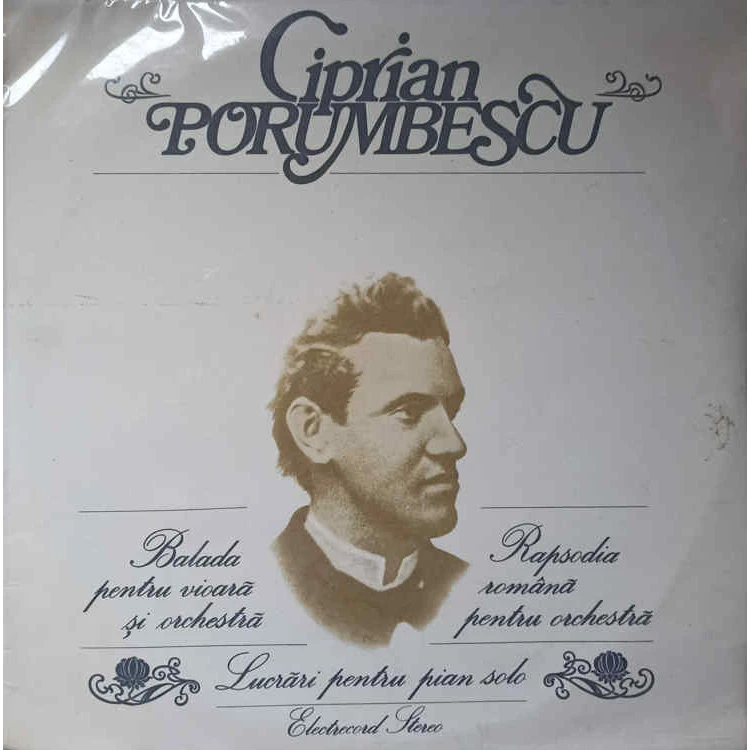 Ciprian
PORUMBESCU
Balada
pentru vioară
și orchestră
Rapsodia
română
pentru orchestră
Lucrări pentru pian solo
Electrecord Stereo